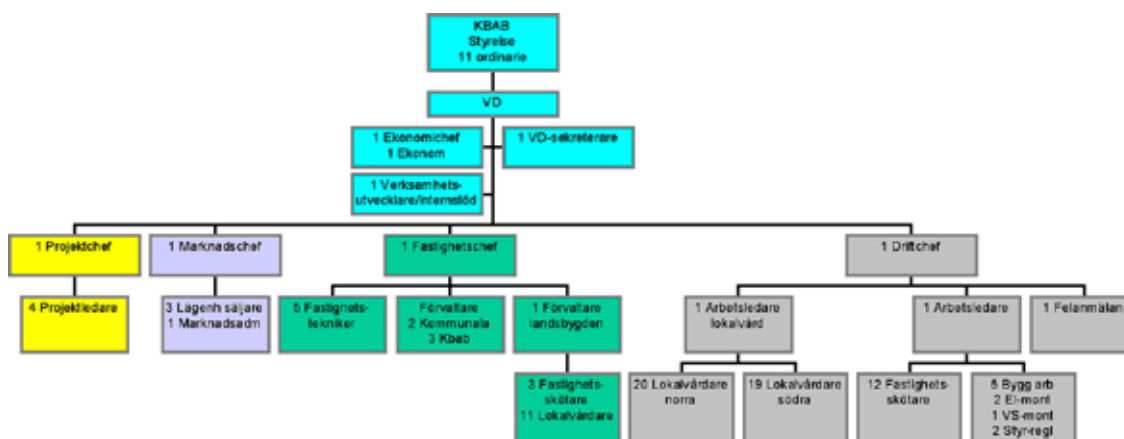 KBAB
Styrelse
11 ordinarie
VD
1 Ekonomichef
1 Ekonom
1 VD-sekreterare
1 Verksamhets-
utvecklare/internstöd
1 Projektchef
1 Marknadschef
1 Fastighetschef
1 Driftchef
4 Projektledare
3 Lägenh säljare
1 Marknadsadm
5 Fastighets-
tekniker
Förvaltare
2 Kommunala
3 Kbab
1 Förvaltare
landsbygden
1 Arbetsledare
lokalvård
1 Arbetsledare
1 Felanmälan
3 Fastighets-
skötare
11 Lokalvårdare
20 Lokalvårdare
norra
19 Lokalvårdare
södra
12 Fastighets-
skötare
5 Bygg arb
2 El-mont
1 VS-mont
2 Styr-regl